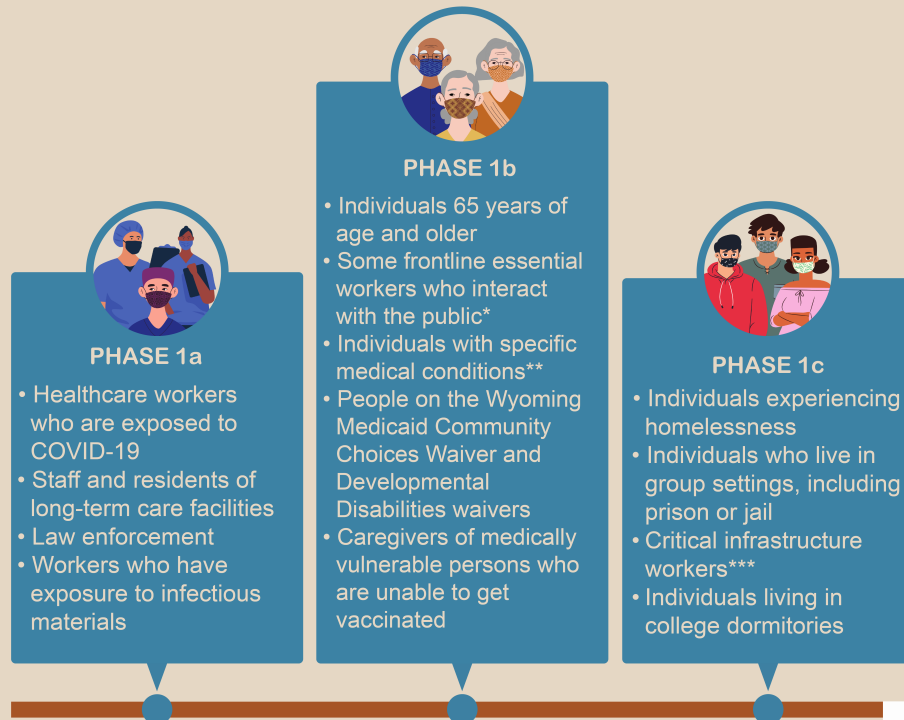 PHASE 1a
• Healthcare workers
who are exposed to
COVID-19
• Staff and residents of
long-term care facilities
• Law enforcement
• Workers who have
exposure to infectious
materials
PHASE 1b
• Individuals 65 years of
age and older
• Some frontline essential
workers who interact
with the public*
• Individuals with specific
medical conditions**
• People on the Wyoming
Medicaid Community
Choices Waiver and
Developmental
Disabilities waivers
• Caregivers of medically
vulnerable persons who
are unable to get
vaccinated
PHASE 1c
• Individuals experiencing
homelessness
• Individuals who live in
group settings, including
prison or jail
• Critical infrastructure
workers***
• Individuals living in
college dormitories